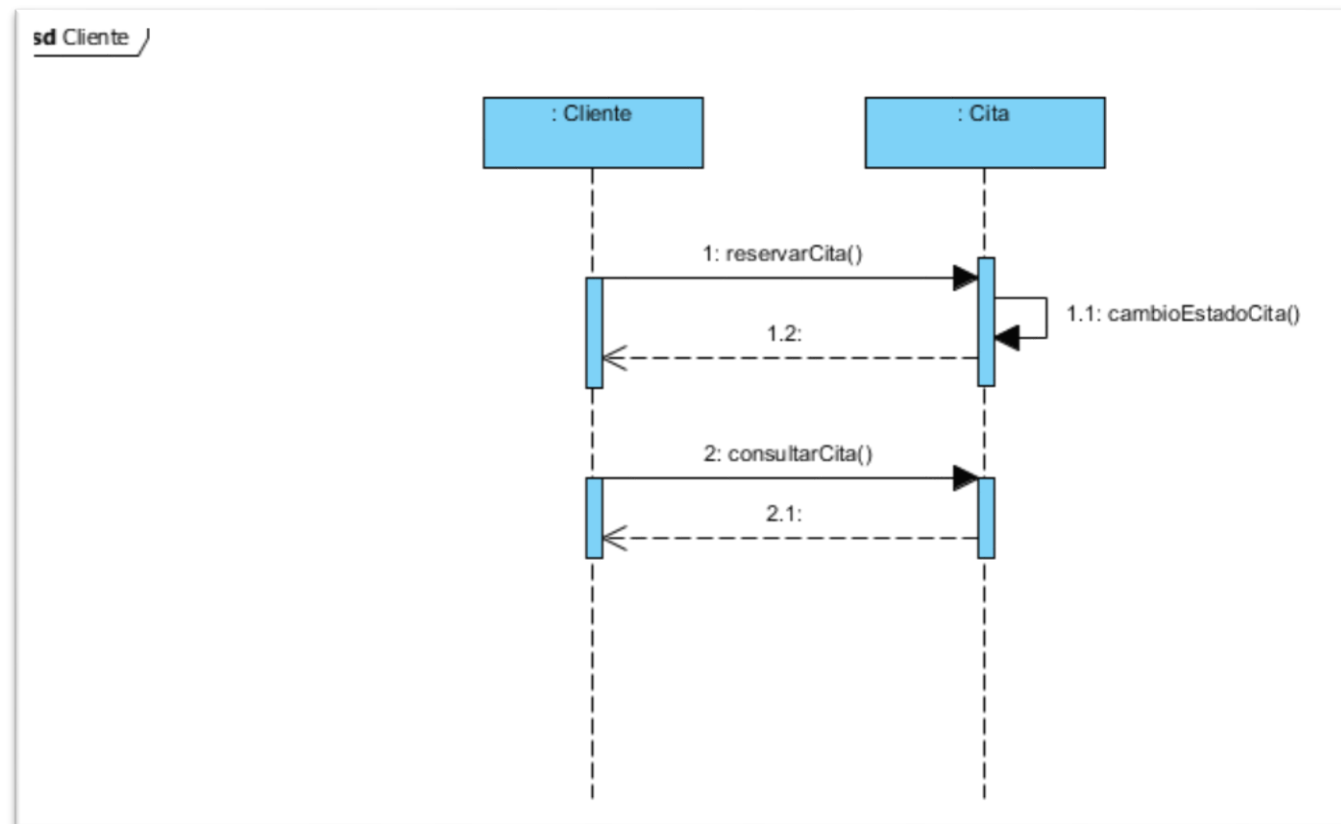 sd Cliente
: Cliente
: Cita
1: reservarCita()
1.1: cambioEstadoCita()
1.2:
2: consultarCita()
2.1: